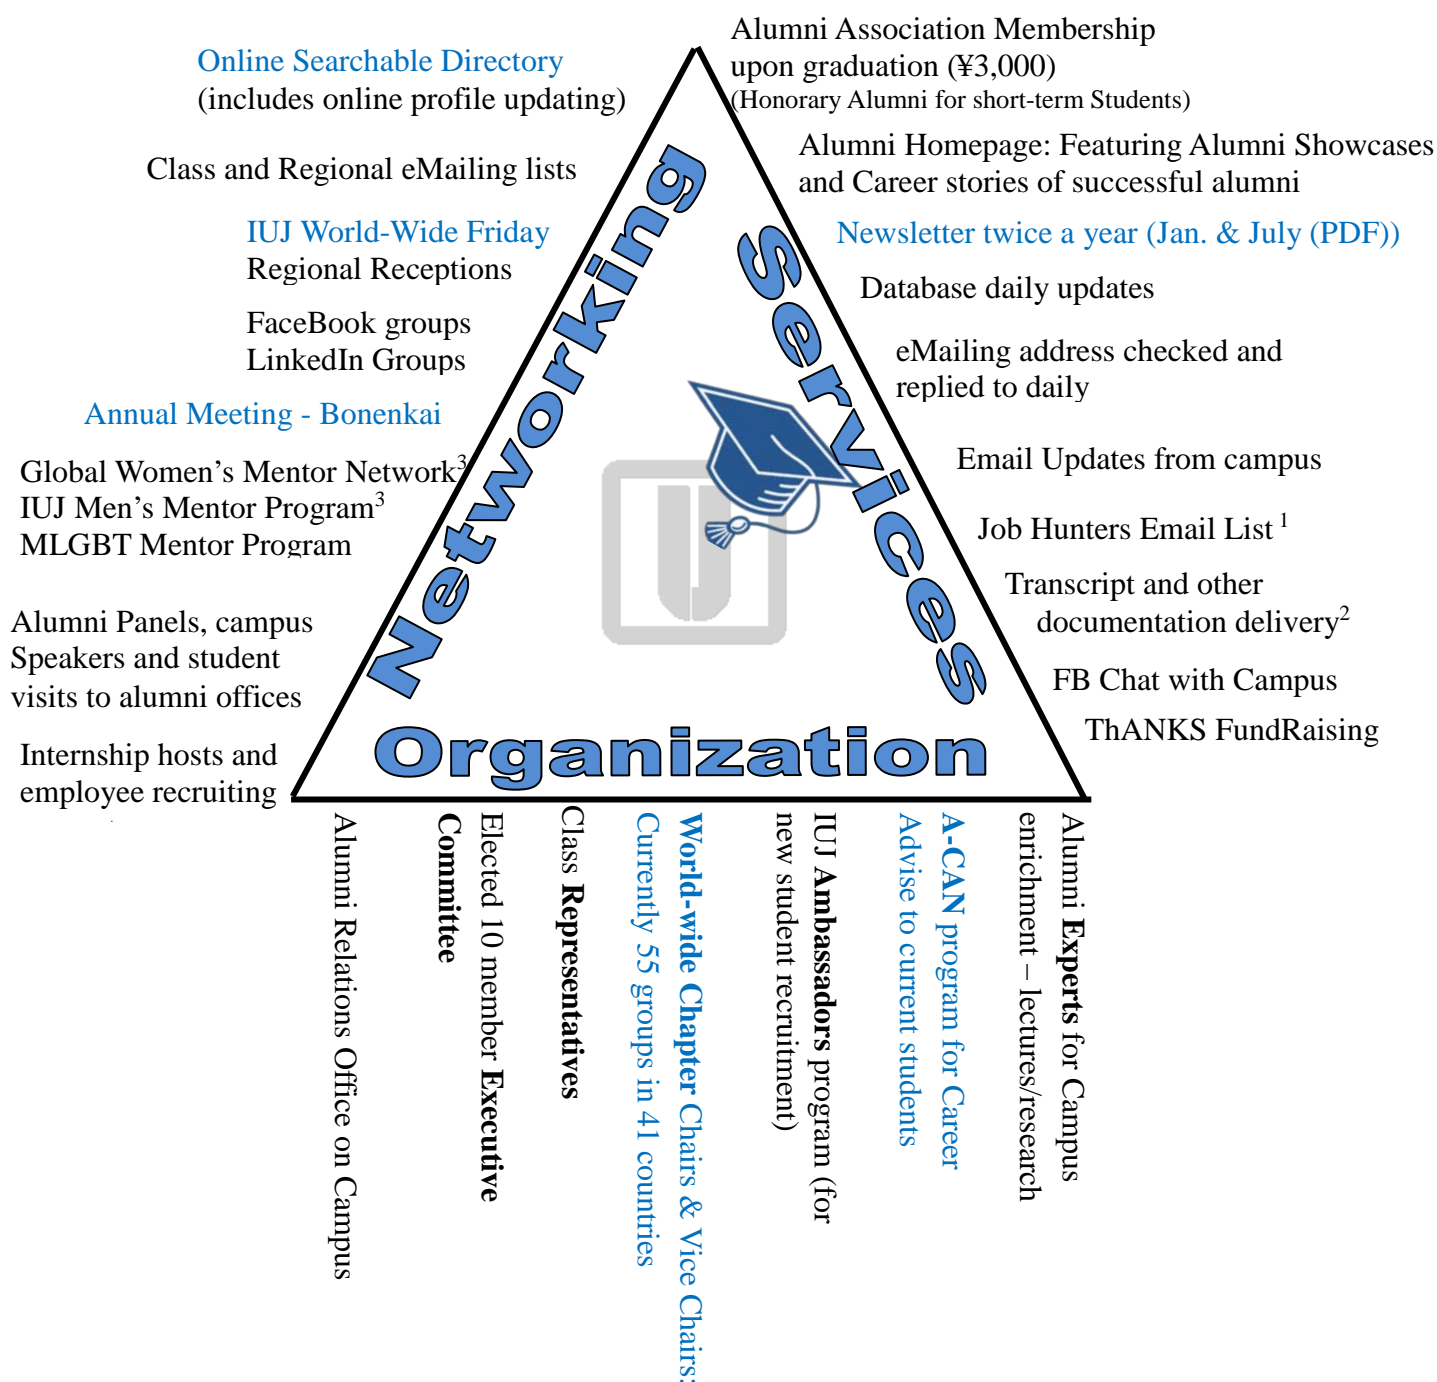 Online Searchable Directory
(includes online profile updating)
Class and Regional eMailing lists
IUJ World-Wide Friday
Regional Receptions
FaceBook groups
LinkedIn Groups
Annual Meeting - Bonenkai
Global Women’s Mentor Network3
IUJ Men’s Mentor Program3
MLGBT Mentor Program
Alumni Panels, campus
Speakers and student
visits to alumni offices
Internship hosts and
employee recruiting
Networking
Alumni Association Membership
upon graduation (¥3,000)
(Honorary Alumni for short-term Students)
Alumni Homepage: Featuring Alumni Showcases
and Career stories of successful alumni
Newsletter twice a year (Jan. & July (PDF))
Database daily updates
eMailing address checked and
replied to daily
Email Updates from campus
Job Hunters Email List 1
Transcript and other
documentation delivery2
FB Chat with Campus
ThANKS FundRaising
Services
Organization
Alumni Relations Office on Campus
Elected 10 member Executive
Committee
Class Representatives
World-wide Chapter Chairs & Vice Chairs:
Currently 55 groups in 41 countries
IUJ Ambassadors program (for
new student recruitment)
A-CAN program for Career
Advise to current students
Alumni Experts for Campus
enrichment – lectures/research